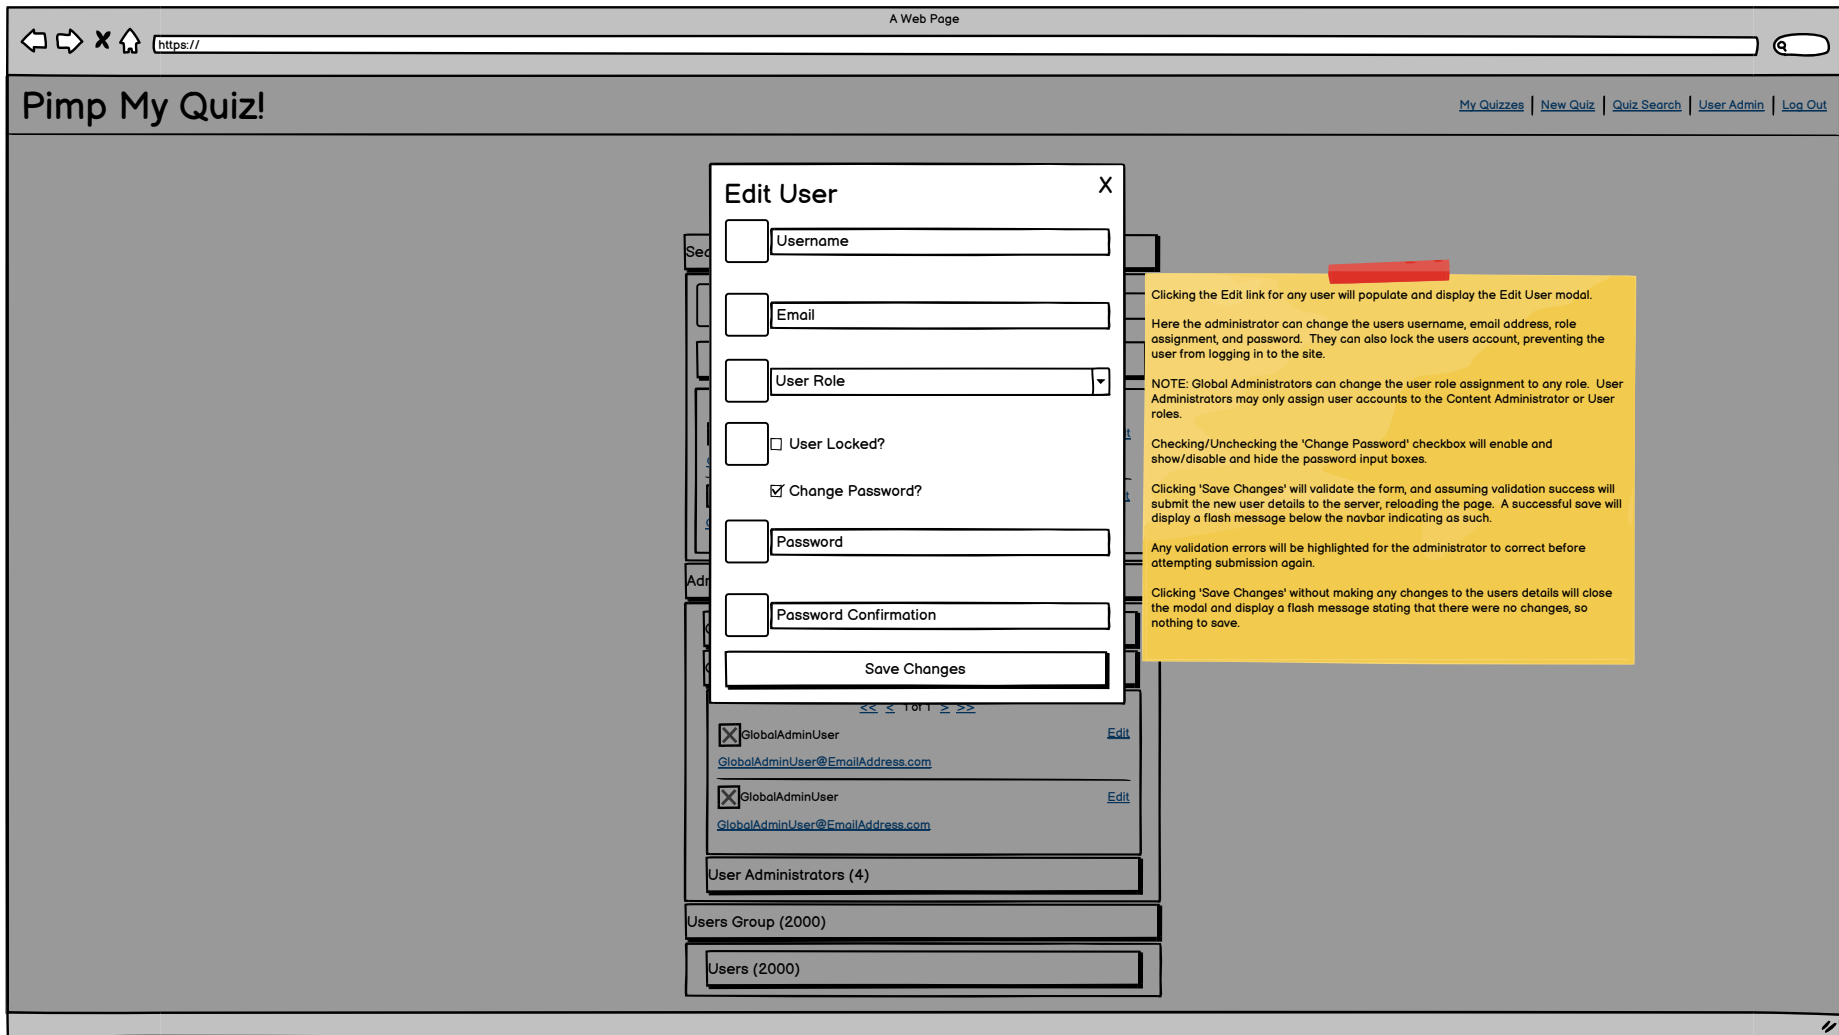 A Web Page
https://
Pimp My Quiz!
My Quizzes
New Quiz
Quiz Search
User Admin
Log Out
Edit User
X
Username
Email
User Role
User Locked?
Change Password?
Password
Password Confirmation
Save Changes
Clicking the Edit link for any user will populate and display the Edit User modal.
Here the administrator can change the users username, email address, role
assignment, and password. They can also lock the users account, preventing the
user from logging in to the site.
NOTE: Global Administrators can change the user role assignment to any role. User
Administrators may only assign user accounts to the Content Administrator or User
roles.
Checking/Unchecking the 'Change Password' checkbox will enable and
show/disable and hide the password input boxes.
Clicking 'Save Changes' will validate the form, and assuming validation success will
submit the new user details to the server, reloading the page. A successful save will
display a flash message below the navbar indicating as such.
Any validation errors will be highlighted for the administrator to correct before
attempting submission again.
Clicking 'Save Changes' without making any changes to the users details will close
the modal and display a flash message stating that there were no changes, so
nothing to save.
<< < 1 of 1 > >>
GlobalAdminUser
Edit
GlobalAdminUser@EmailAddress.com
GlobalAdminUser
Edit
GlobalAdminUser@EmailAddress.com
User Administrators (4)
Users Group (2000)
Users (2000)